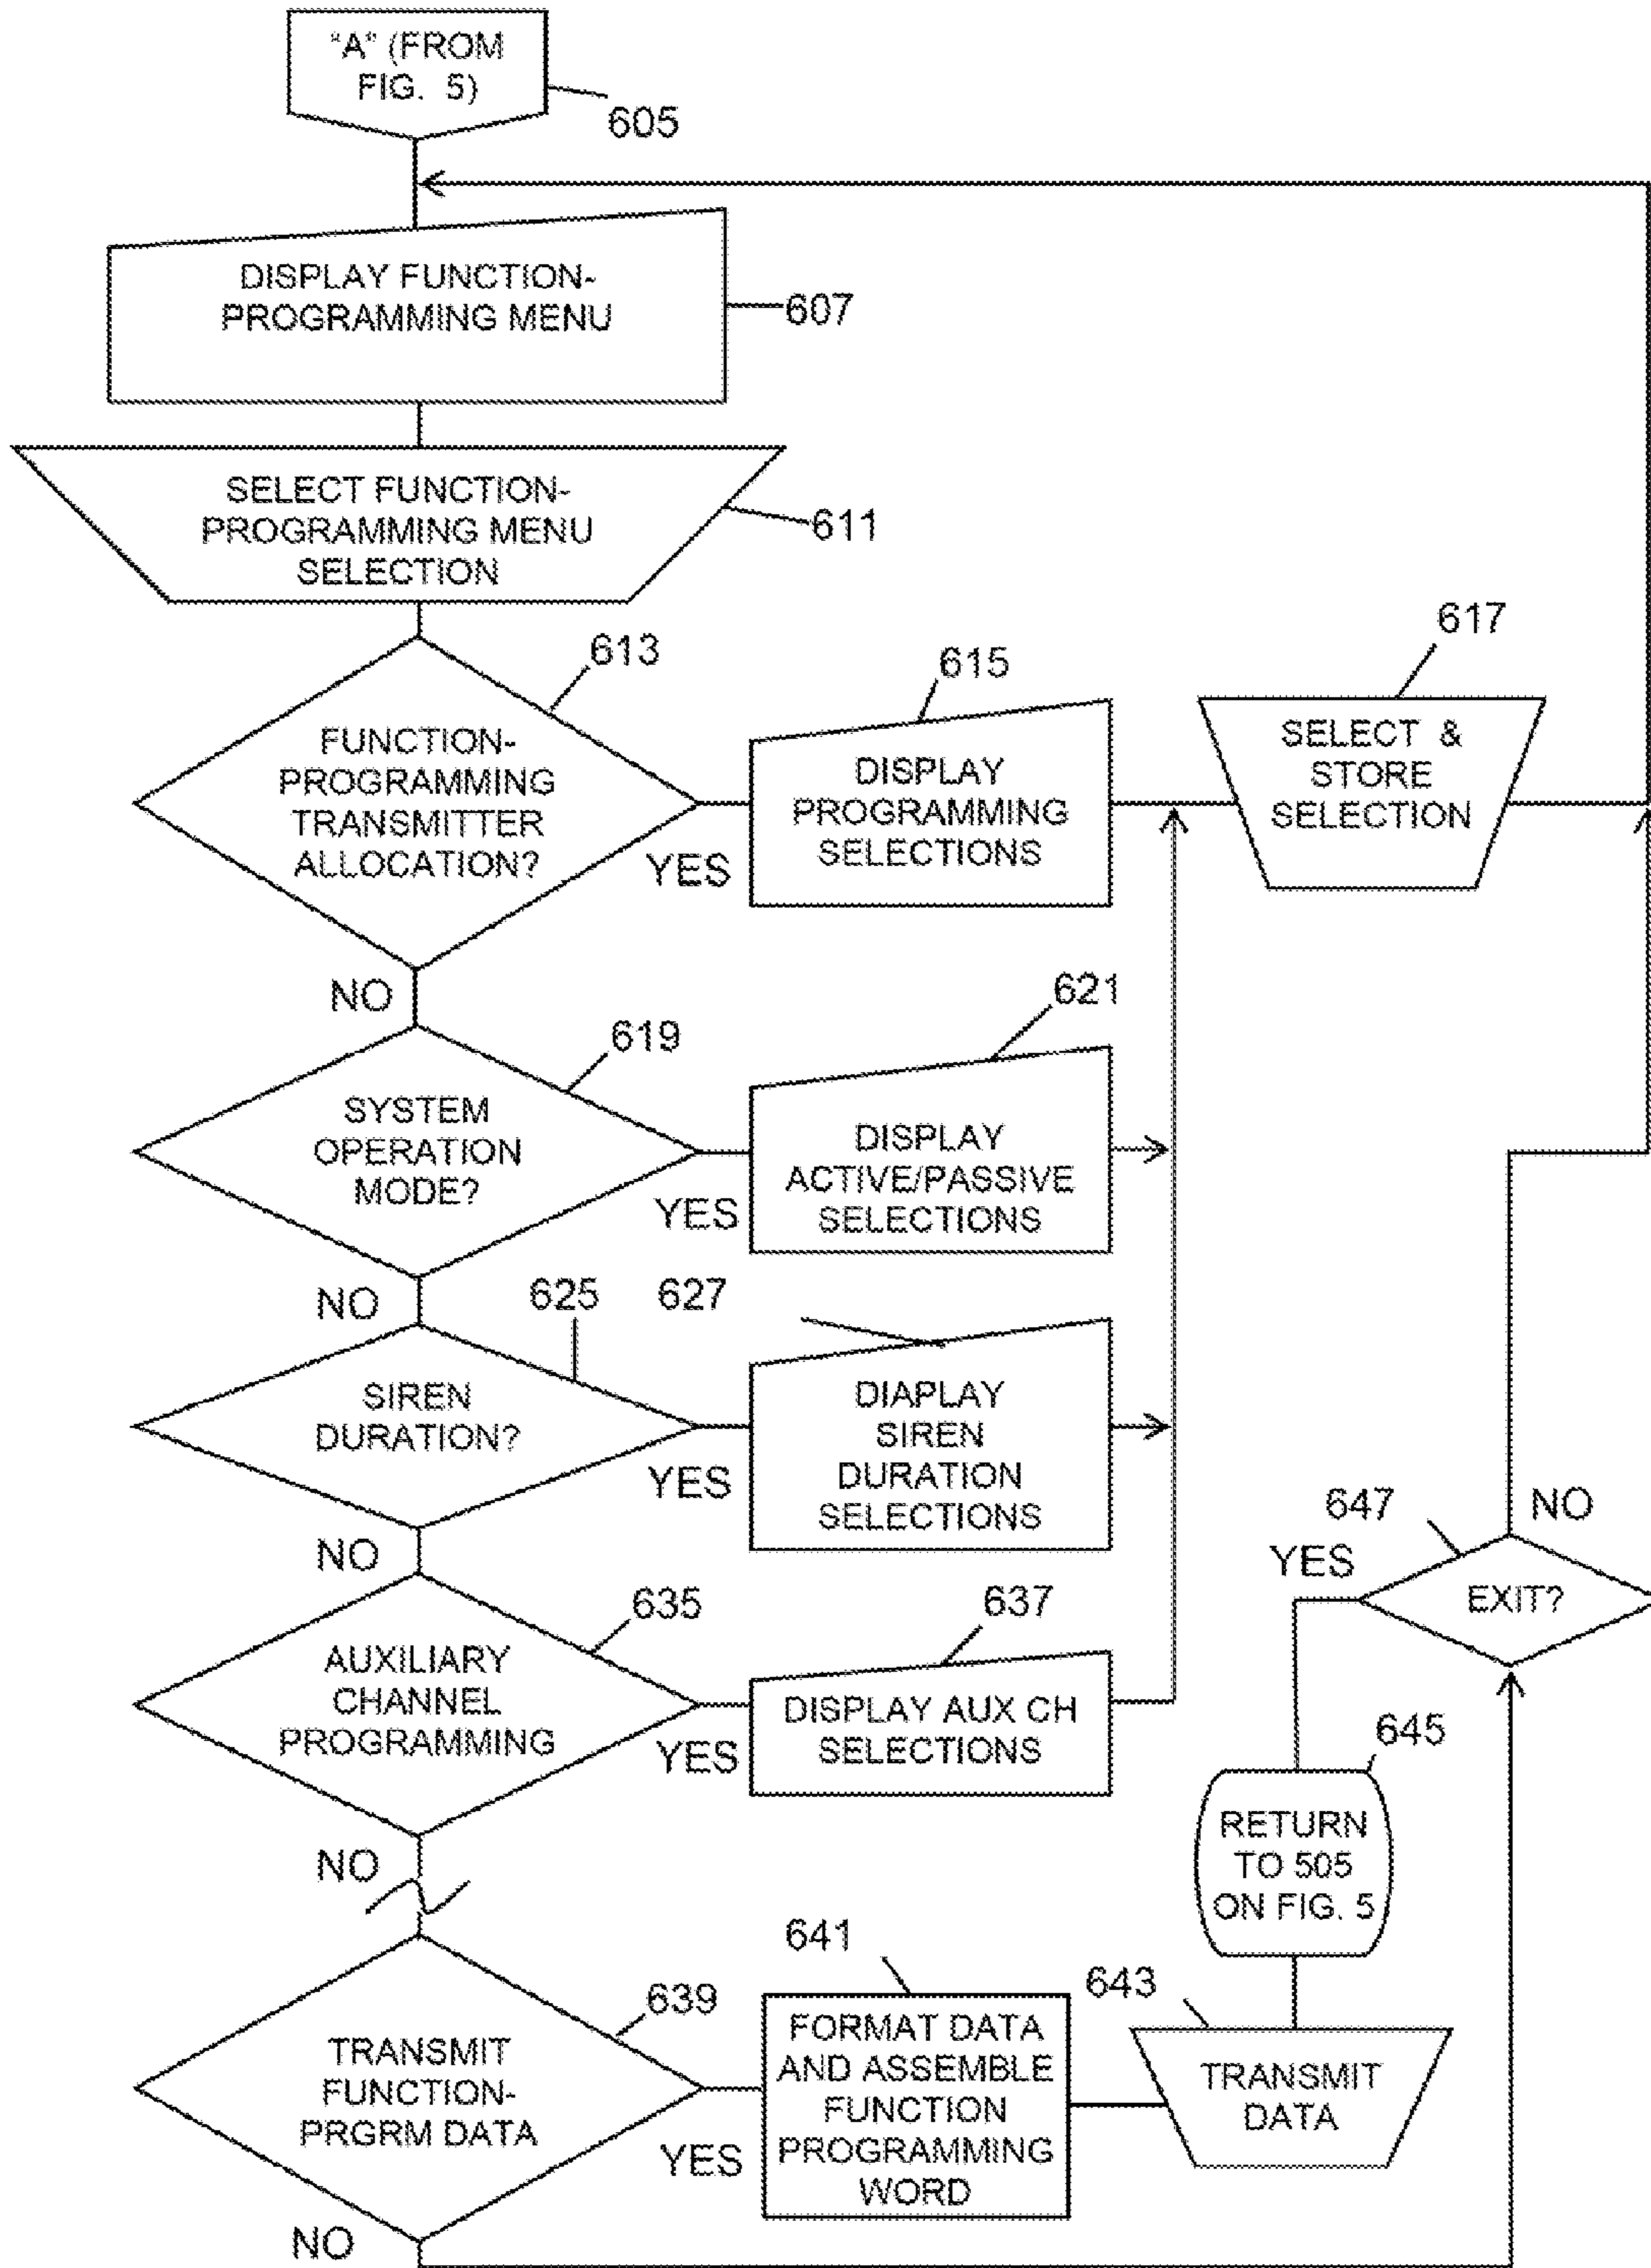 "A" (FROM
FIG. 5)
605
DISPLAY FUNCTION-
PROGRAMMING MENU
607
SELECT FUNCTION-
PROGRAMMING MENU
SELECTION
611
613
FUNCTION-
PROGRAMMING
TRANSMITTER
ALLOCATION?
YES
NO
615
DISPLAY
PROGRAMMING
SELECTIONS
617
SELECT &
STORE
SELECTION
619
SYSTEM
OPERATION
MODE?
YES
NO
621
DISPLAY
ACTIVE/PASSIVE
SELECTIONS
625
SIREN
DURATION?
YES
NO
627
DIAPLAY
SIREN
DURATION
SELECTIONS
635
AUXILIARY
CHANNEL
PROGRAMMING
YES
NO
637
DISPLAY AUX CH
SELECTIONS
639
TRANSMIT
FUNCTION-
PRGRM DATA
YES
NO
641
FORMAT DATA
AND ASSEMBLE
FUNCTION
PROGRAMMING
WORD
643
TRANSMIT
DATA
645
RETURN
TO 505
ON FIG. 5
647
EXIT?
YES
NO